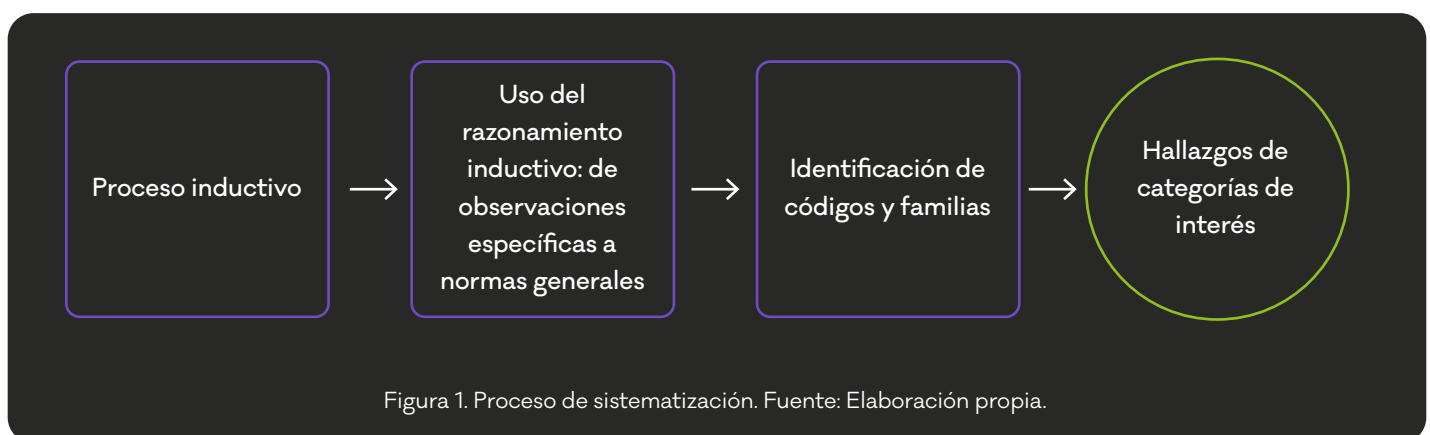 Proceso inductivo
Uso del
razonamiento
inductivo: de
observaciones
específicas a
normas generales
Identificación de
códigos y familias
Hallazgos de
categorías de
interés
Figura 1. Proceso de sistematización. Fuente: Elaboración propia.